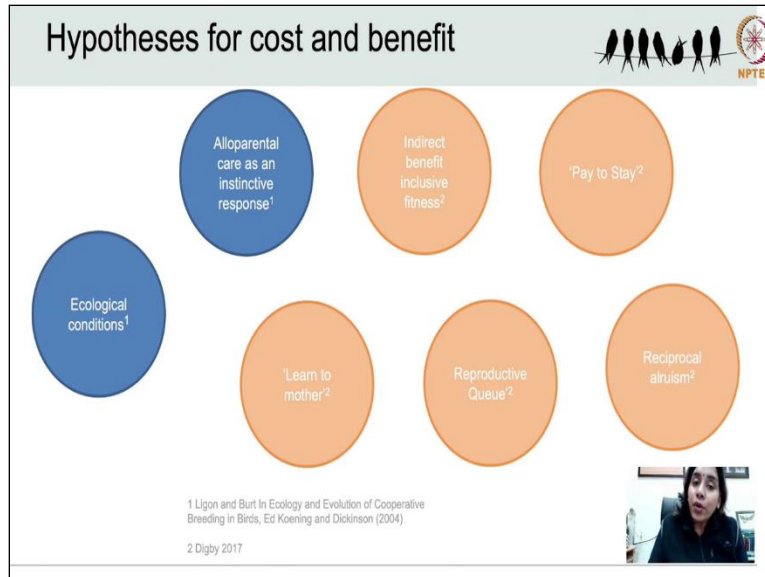 Hypotheses for cost and benefit
NPTE
Alloparental
care as an
instinctive
response1
Indirect
benefit
inclusive
fitness2
'Pay to Stay'2
Ecological
conditions1
'Learn to
mother'2
Reproductive
Queue'2
Reciprocal
alruism2
1 Ligon and Burt In Ecology and Evolution of Cooperative
Breeding in Birds, Ed Koening and Dickinson (2004)
2 Digby 2017